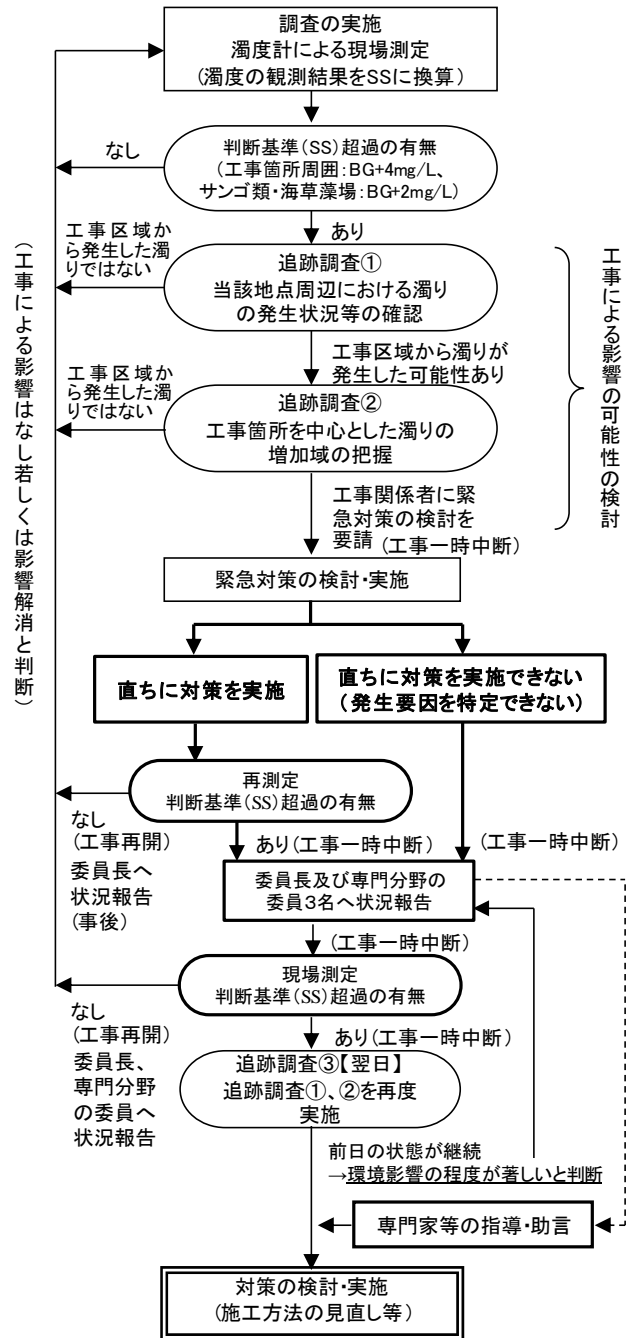 調査の実施
濁度計による現場測定
(濁度の観測結果をSSに換算)
なし
判断基準(SS)超過の有無
(工事箇所周囲:BG+4mg/L、
サンゴ類・海草藻場:BG+2mg/L)
あり
工事区域か
ら発生した濁
りではない
追跡調査①
当該地点周辺における濁り
の発生状況等の確認
工事区域から濁りが
発生した可能性あり
工事区域か
ら発生した濁
りではない
追跡調査②
工事箇所を中心とした濁りの
増加域の把握
工事による影響の可能性の検討
(工事による影響はなし若しくは影響解消と判断)
工事関係者に緊
急対策の検討を
要請
(工事一時中断)
緊急対策の検討・実施
直ちに対策を実施
直ちに対策を実施できない
(発生要因を特定できない)
再測定
判断基準(SS)超過の有無
なし
(工事再開)
委員長へ
状況報告
(事後)
あり(工事一時中断)
(工事一時中断)
委員長及び専門分野の
委員3名へ状況報告
(工事一時中断)
現場測定
判断基準(SS)超過の有無
なし
(工事再開)
委員長、
専門分野
の委員へ
状況報告
あり(工事一時中断)
追跡調査③【翌日】
追跡調査①、②を再度
実施
前日の状態が継続
→環境影響の程度が著しいと判断
専門家等の指導・助言
対策の検討・実施
(施工方法の見直し等)